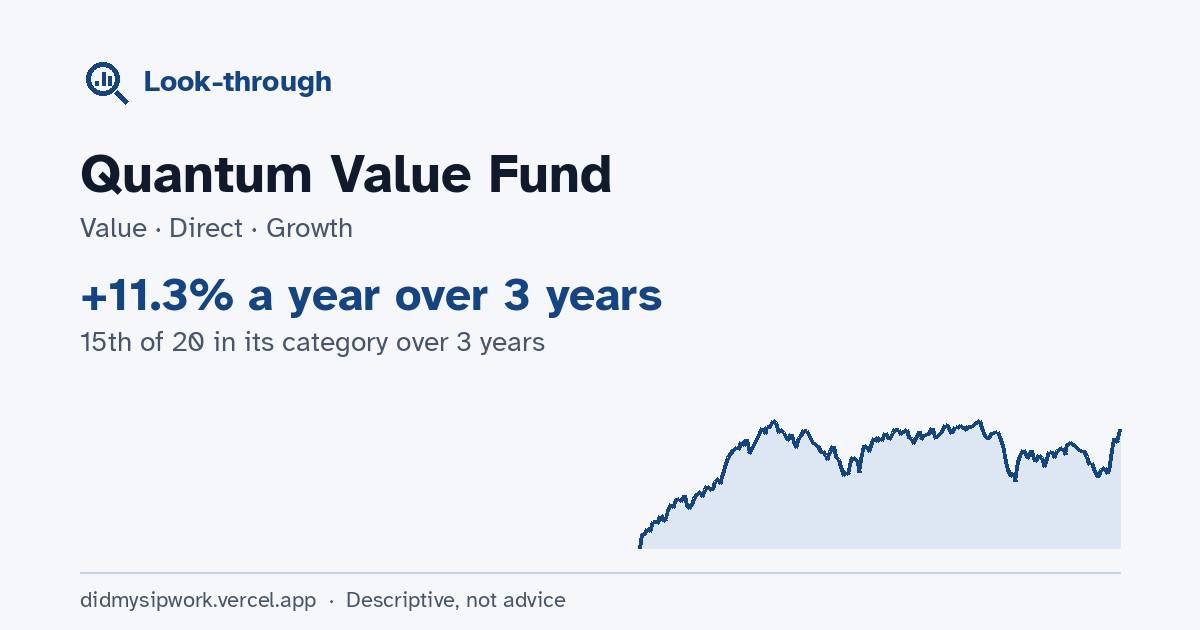 Look-through
Quantum Value Fund
Value · Direct · Growth
+11.3% a year over 3 years
15th of 20 in its category over 3 years
didmysipwork.vercel.app · Descriptive, not advice